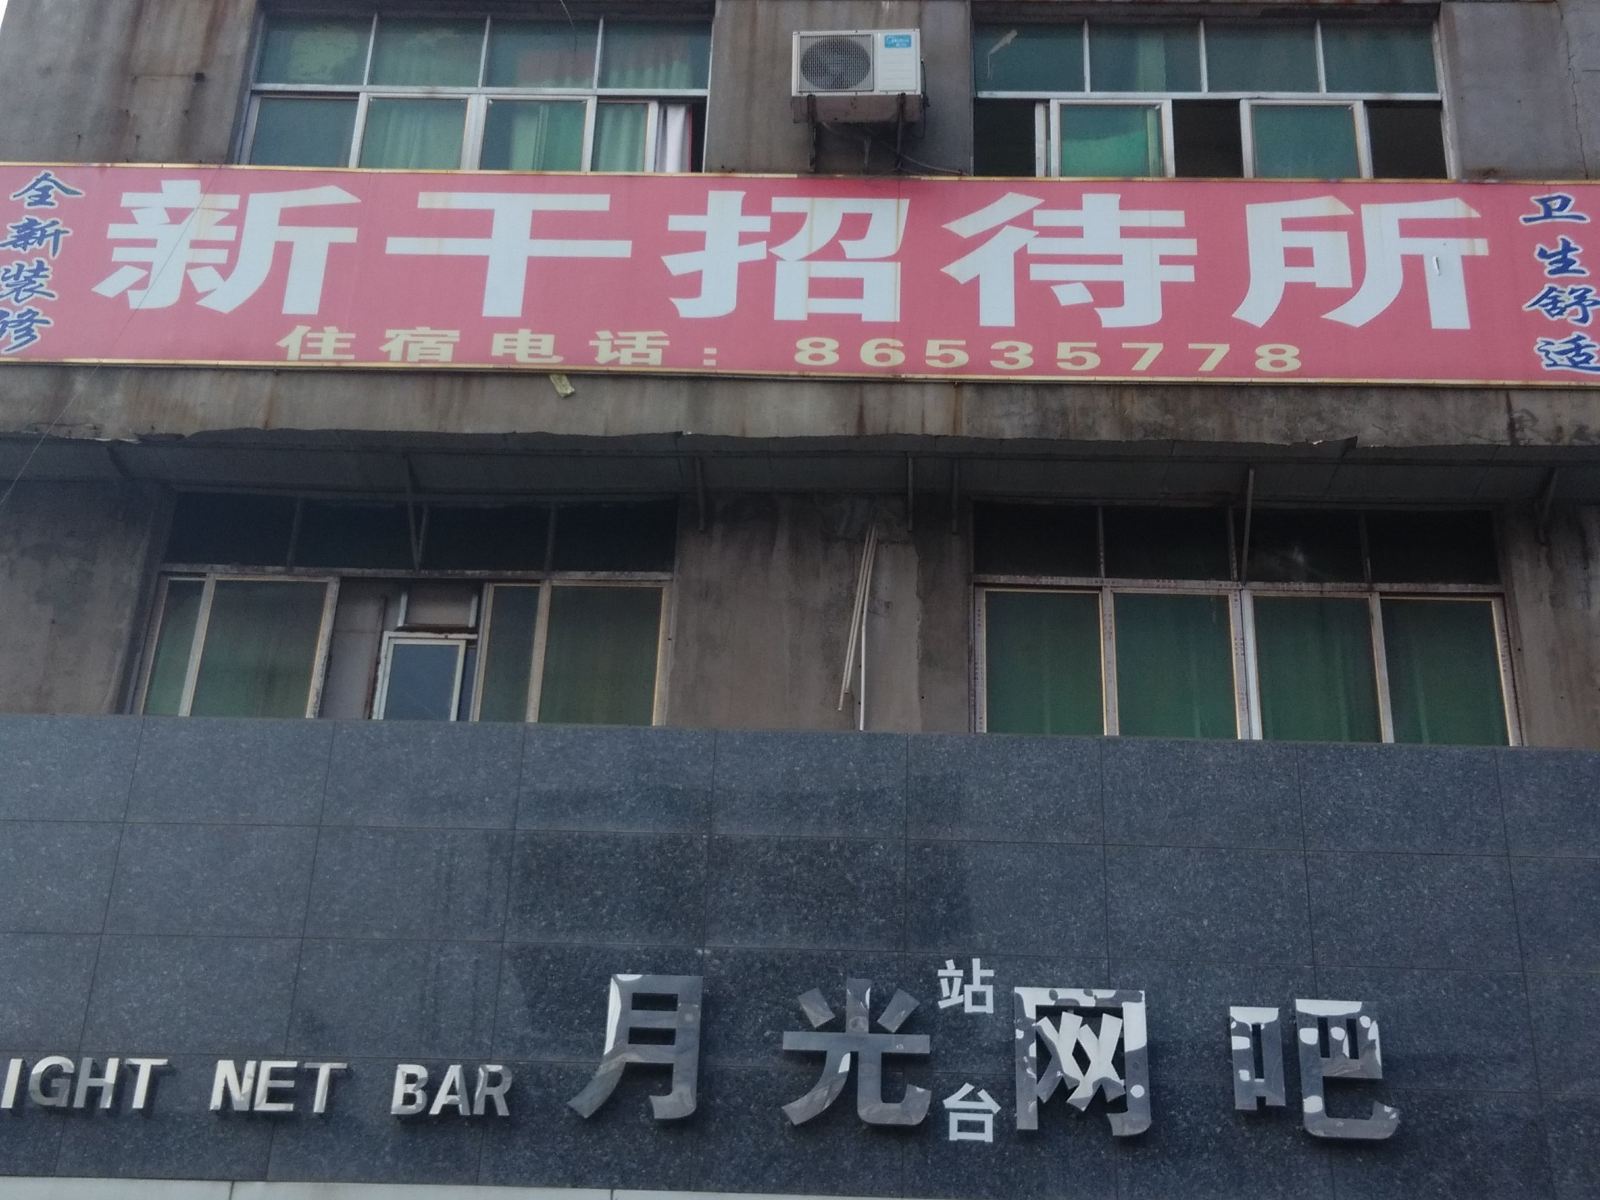 全新装修
新干招待所
卫生舒适
住宿电话：86535778
IGHT NET BAR
月光站台网吧